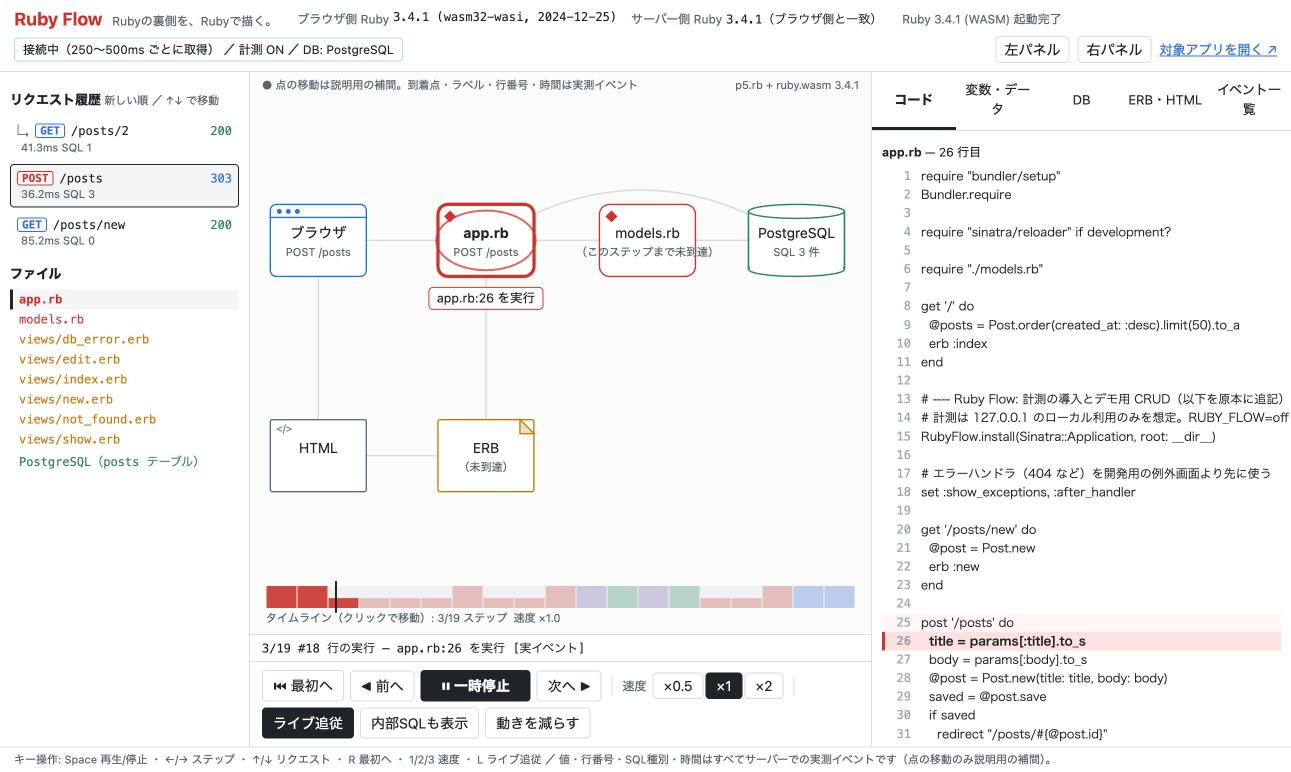 Ruby Flow Rubyの裏側を、Rubyで描く。 ブラウザ側 Ruby 3.4.1 (wasm32-wasi, 2024-12-25) サーバー側 Ruby 3.4.1（ブラウザ側と一致） Ruby 3.4.1 (WASM) 起動完了
接続中（250〜500ms ごとに取得） ／ 計測 ON ／ DB: PostgreSQL 左パネル 右パネル 対象アプリを開く ↗
リクエスト履歴 新しい順 ／ ↑↓ で移動
GET /posts/2 200
41.3ms SQL 1
POST /posts 303
36.2ms SQL 3
GET /posts/new 200
85.2ms SQL 0
ファイル
app.rb
models.rb
views/db_error.erb
views/edit.erb
views/index.erb
views/new.erb
views/not_found.erb
views/show.erb
PostgreSQL（posts テーブル）
● 点の移動は説明用の補間。到着点・ラベル・行番号・時間は実測イベント p5.rb + ruby.wasm 3.4.1
ブラウザ
POST /posts
app.rb
POST /posts
models.rb
（このステップまで未到達）
PostgreSQL
SQL 3 件
app.rb:26 を実行
</>
HTML
ERB
（未到達）
タイムライン（クリックで移動）: 3/19 ステップ 速度 ×1.0
3/19 #18 行の実行 — app.rb:26 を実行 [実イベント]
⏮ 最初へ ◀ 前へ ⏸ 一時停止 次へ ▶ 速度 ×0.5 ×1 ×2
ライブ追従 内部SQLも表示 動きを減らす
コード 変数・データ DB ERB・HTML イベント一覧
app.rb — 26 行目
1 require "bundler/setup"
2 Bundler.require
3
4 require "sinatra/reloader" if development?
5
6 require "./models.rb"
7
8 get '/' do
9 @posts = Post.order(created_at: :desc).limit(50).to_a
10 erb :index
11 end
12
13 # ---- Ruby Flow: 計測の導入とデモ用 CRUD（以下を原本に追記）
14 # 計測は 127.0.0.1 のローカル利用のみを想定。RUBY_FLOW=off
15 RubyFlow.install(Sinatra::Application, root: __dir__)
16
17 # エラーハンドラ（404 など）を開発用の例外画面より先に使う
18 set :show_exceptions, :after_handler
19
20 get '/posts/new' do
21 @post = Post.new
22 erb :new
23 end
24
25 post '/posts' do
26 title = params[:title].to_s
27 body = params[:body].to_s
28 @post = Post.new(title: title, body: body)
29 saved = @post.save
30 if saved
31 redirect "/posts/#{@post.id}"
キー操作: Space 再生/停止 ・ ←/→ ステップ ・ ↑/↓ リクエスト ・ R 最初へ ・ 1/2/3 速度 ・ L ライブ追従 ／ 値・行番号・SQL種別・時間はすべてサーバーでの実測イベントです（点の移動のみ説明用の補間）。